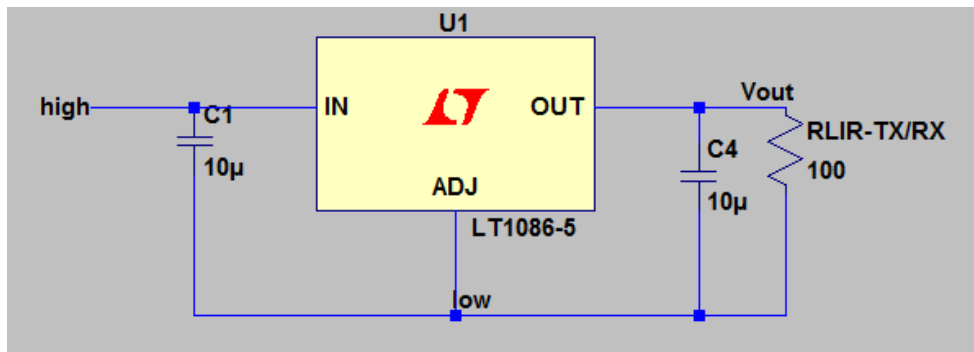 U1
high
C1
IN
OUT
Vout
RLIR-TX/RX
10µ
ADJ
C4
100
10µ
LT1086-5
low